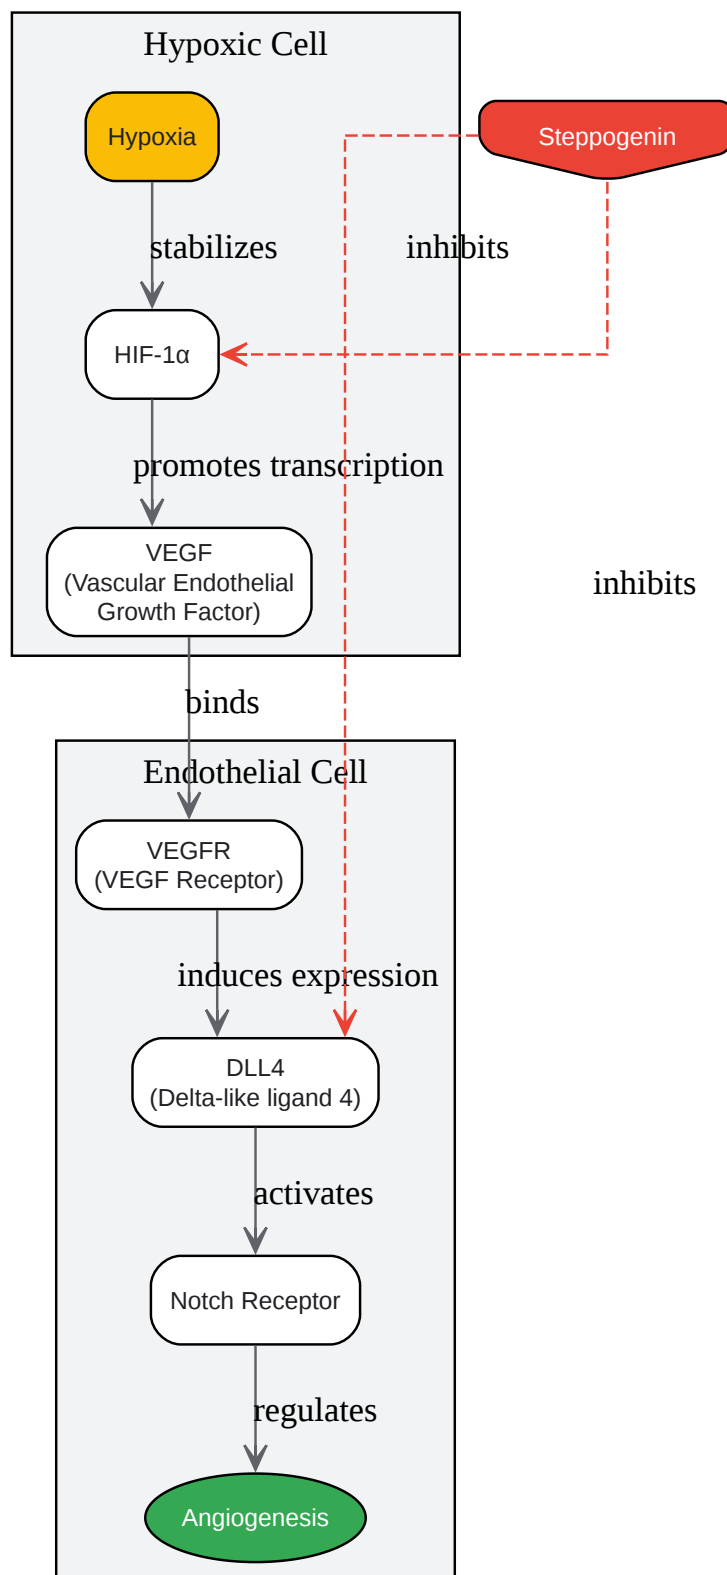 Hypoxic Cell
Hypoxia
Steppogenin
stabilizes
inhibits
HIF-1α
promotes transcription
VEGF
(Vascular Endothelial
Growth Factor)
inhibits
binds
Endothelial Cell
VEGFR
(VEGF Receptor)
induces expression
DLL4
(Delta-like ligand 4)
activates
Notch Receptor
regulates
Angiogenesis